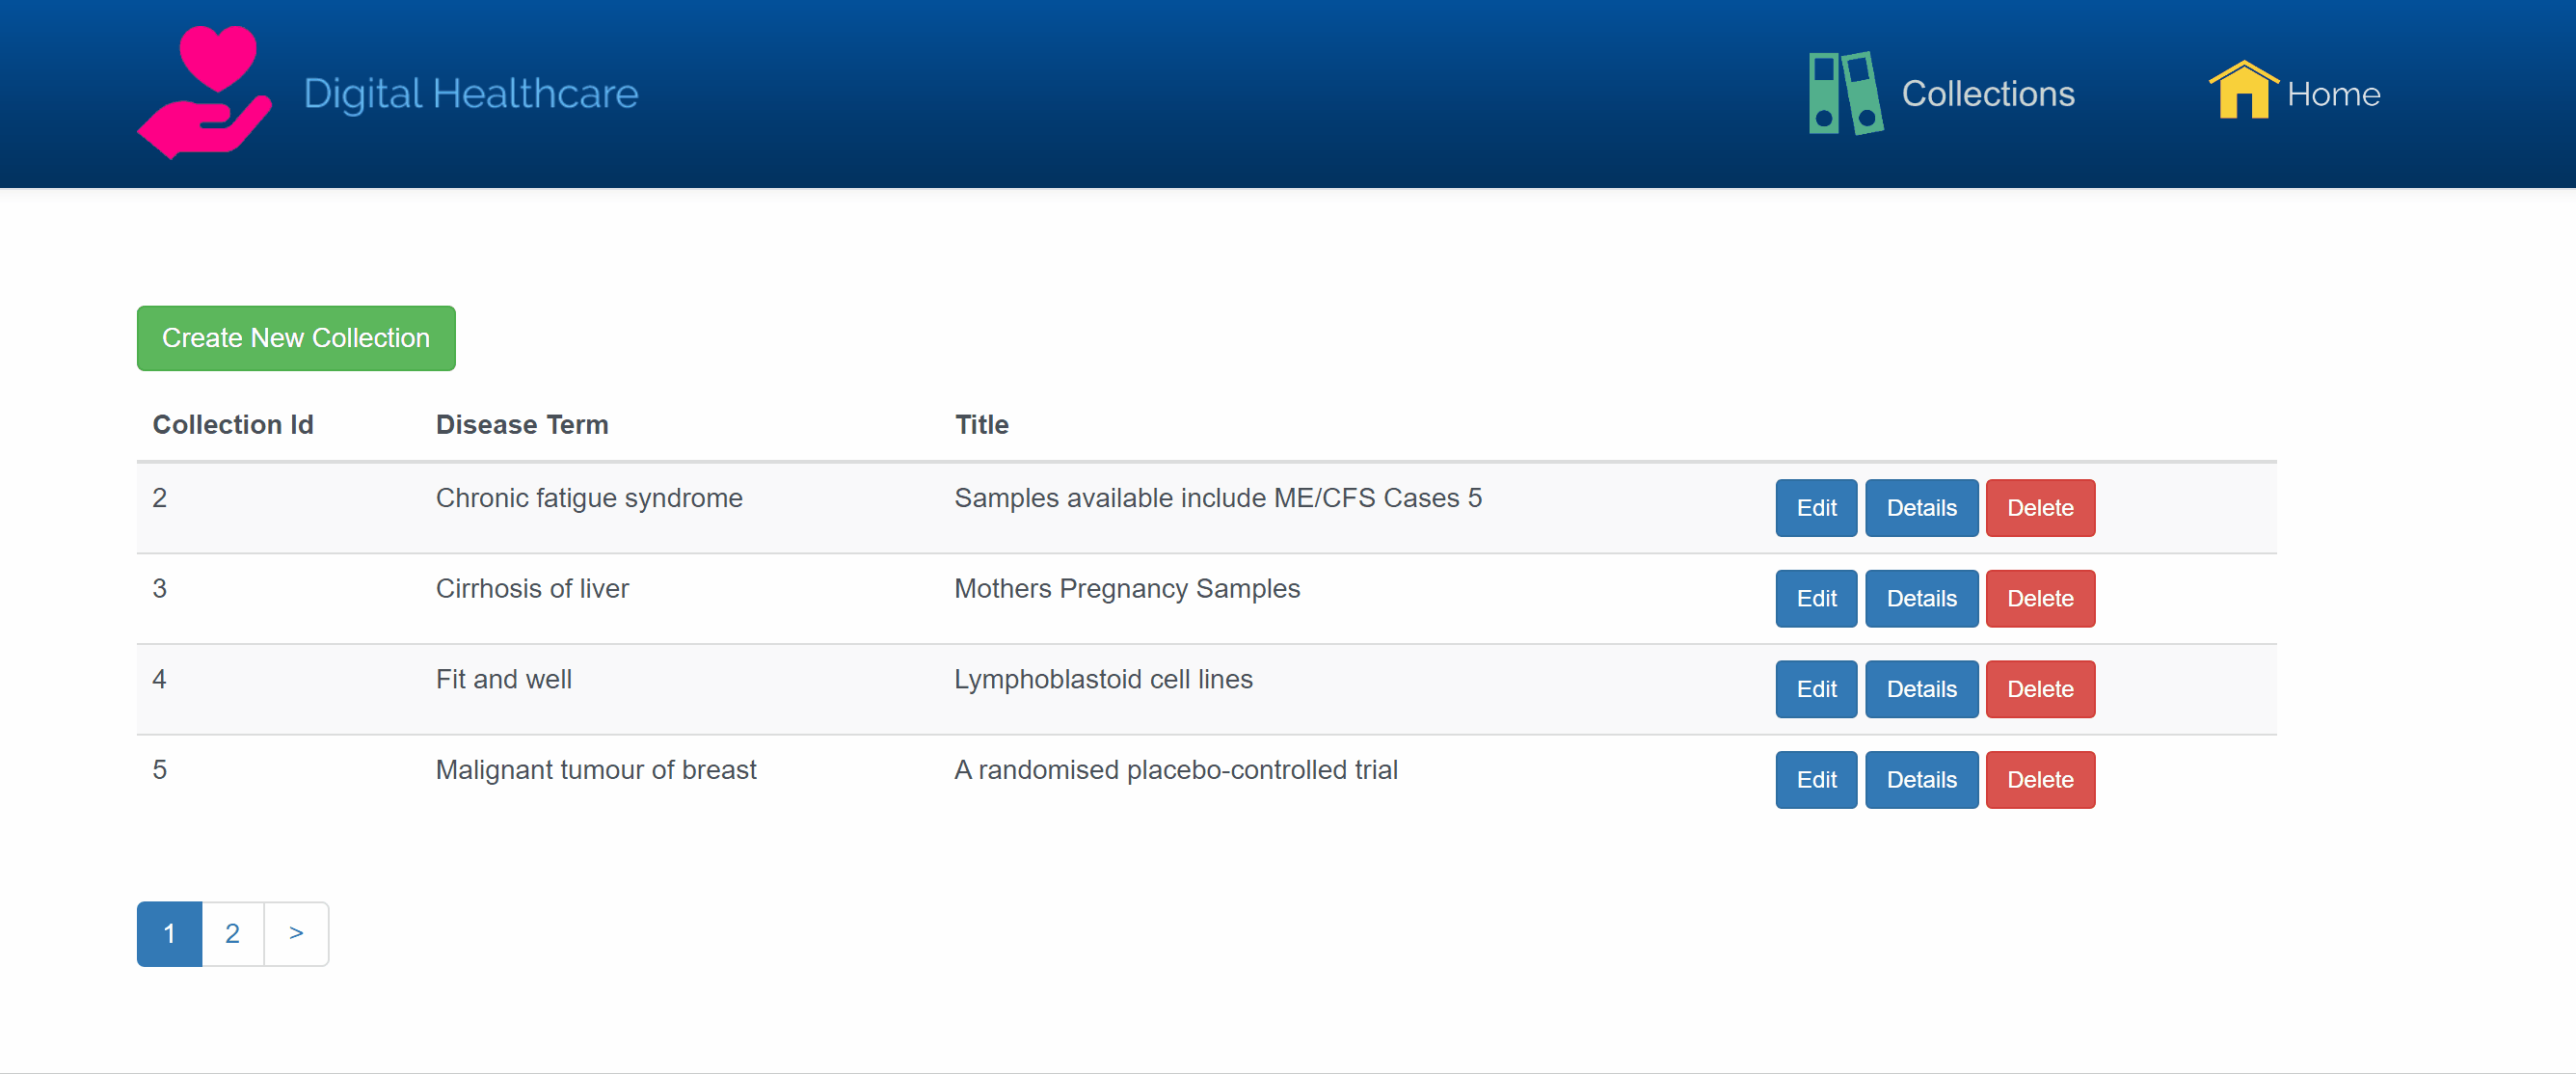 Digital Healthcare
Collections
Home
Create New Collection
Collection Id Disease Term Title
2 Chronic fatigue syndrome Samples available include ME/CFS Cases 5 Edit Details Delete
3 Cirrhosis of liver Mothers Pregnancy Samples Edit Details Delete
4 Fit and well Lymphoblastoid cell lines Edit Details Delete
5 Malignant tumour of breast A randomised placebo-controlled trial Edit Details Delete
1 2 >